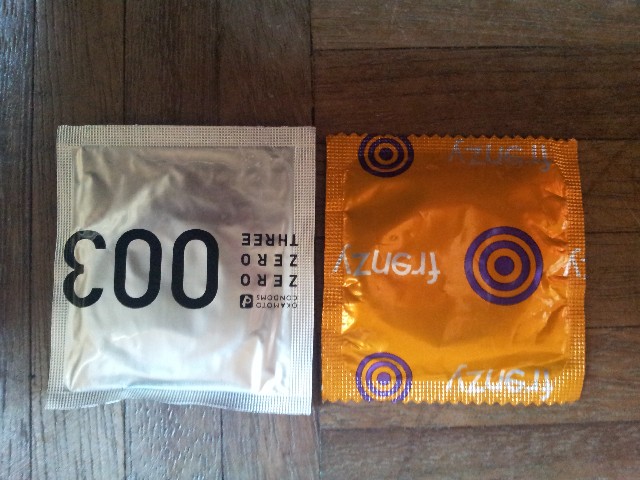 003
ZERO
ZERO
THREE
OKAMOTO
CONDOMS
frenzy
frenzy
frenzy
y